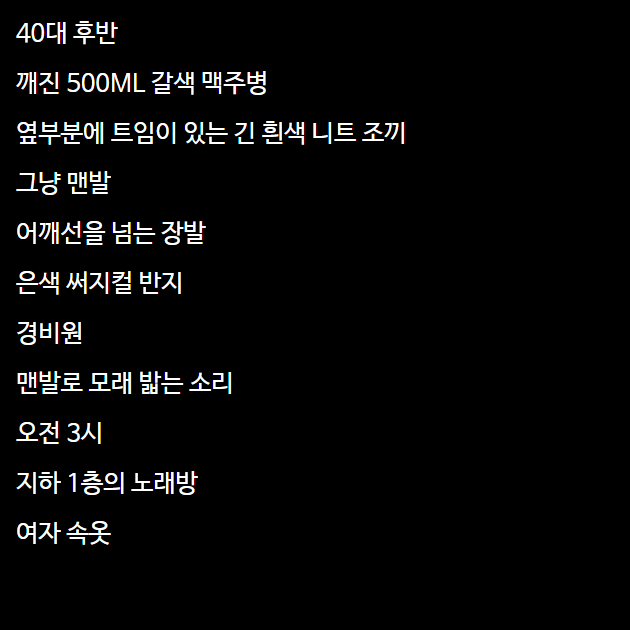 40대 후반
깨진 500ML 갈색 맥주병
옆부분에 트임이 있는 긴 흰색 니트 조끼
그냥 맨발
어깨선을 넘는 장발
은색 써지컬 반지
경비원
맨발로 모래 밟는 소리
오전 3시
지하 1층의 노래방
여자 속옷